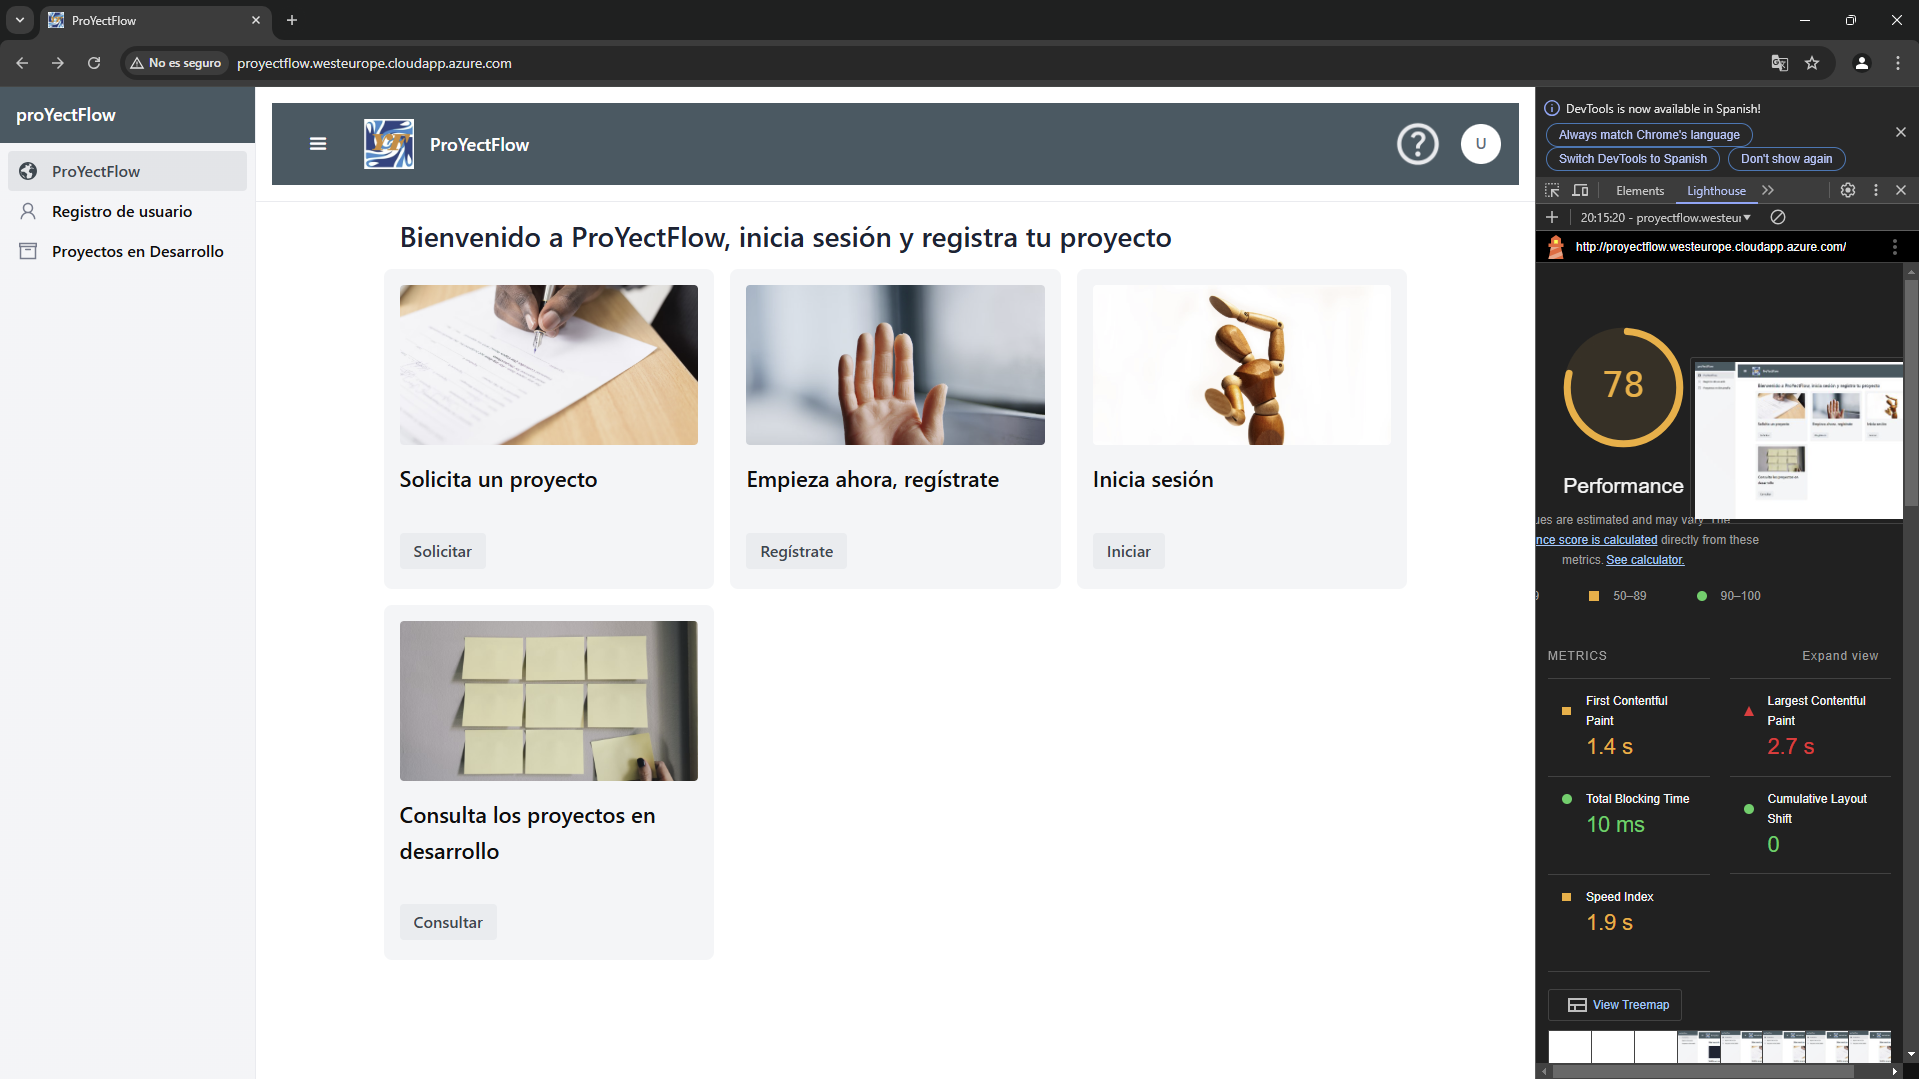 ProYectFlow
No es seguro
proyectflow.westeurope.cloudapp.azure.com
proYectFlow
ProYectFlow
Registro de usuario
Proyectos en Desarrollo
ProYectFlow
U
Bienvenido a ProYectFlow, inicia sesión y registra tu proyecto
Solicita un proyecto
Solicitar
Empieza ahora, regístrate
Regístrate
Inicia sesión
Iniciar
Consulta los proyectos en
desarrollo
Consultar
DevTools is now available in Spanish!
Always match Chrome's language
Switch DevTools to Spanish
Don't show again
Elements
Lighthouse
20:15:20 - proyectflow.westeur
http://proyectflow.westeurope.cloudapp.azure.com/
78
Performance
ues are estimated and may vary. The
nce score is calculated directly from these
metrics. See calculator.
9
50–89
90–100
METRICS
Expand view
First Contentful
Paint
1.4 s
Largest Contentful
Paint
2.7 s
Total Blocking Time
10 ms
Cumulative Layout
Shift
0
Speed Index
1.9 s
View Treemap